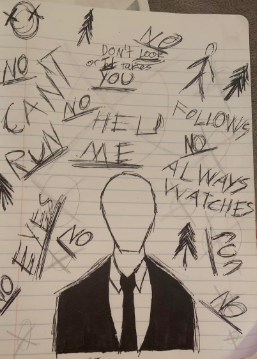 NO
DON'T LOOK
or IT TAKES
YOU
NO
CAN'T
RUN
NO
HELP
ME
FOLLOWS
NO
ALWAYS
WATCHES
EYES
NO
NO
NO